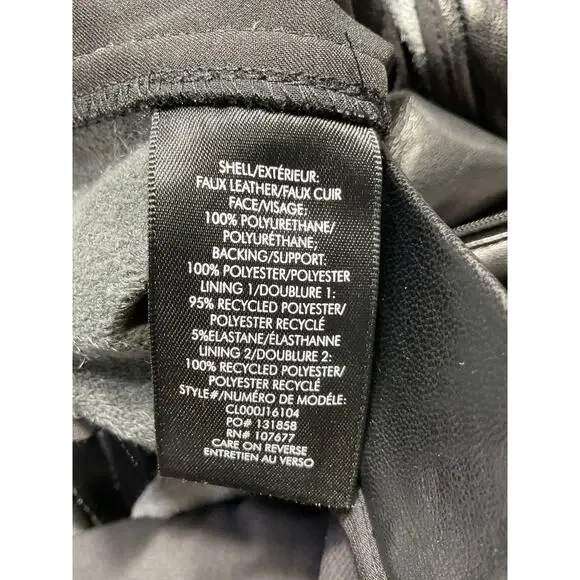 SHELL/EXTÉRIEUR:
FAUX LEATHER/FAUX CUIR
FACE/VISAGE:
100% POLYURETHANE/
POLYURÉTHANE;
BACKING/SUPPORT:
100% POLYESTER/POLYESTER
LINING 1/DOUBLURE 1:
95% RECYCLED POLYESTER/
POLYESTER RECYCLÉ
5%ELASTANE/ÉLASTHANNE
LINING 2/DOUBLURE 2:
100% RECYCLED POLYESTER/
POLYESTER RECYCLÉ
STYLE#/NUMÉRO DE MODÈLE:
CL000J16104
PO# 131858
RN# 107677
CARE ON REVERSE
ENTRETIEN AU VERSO